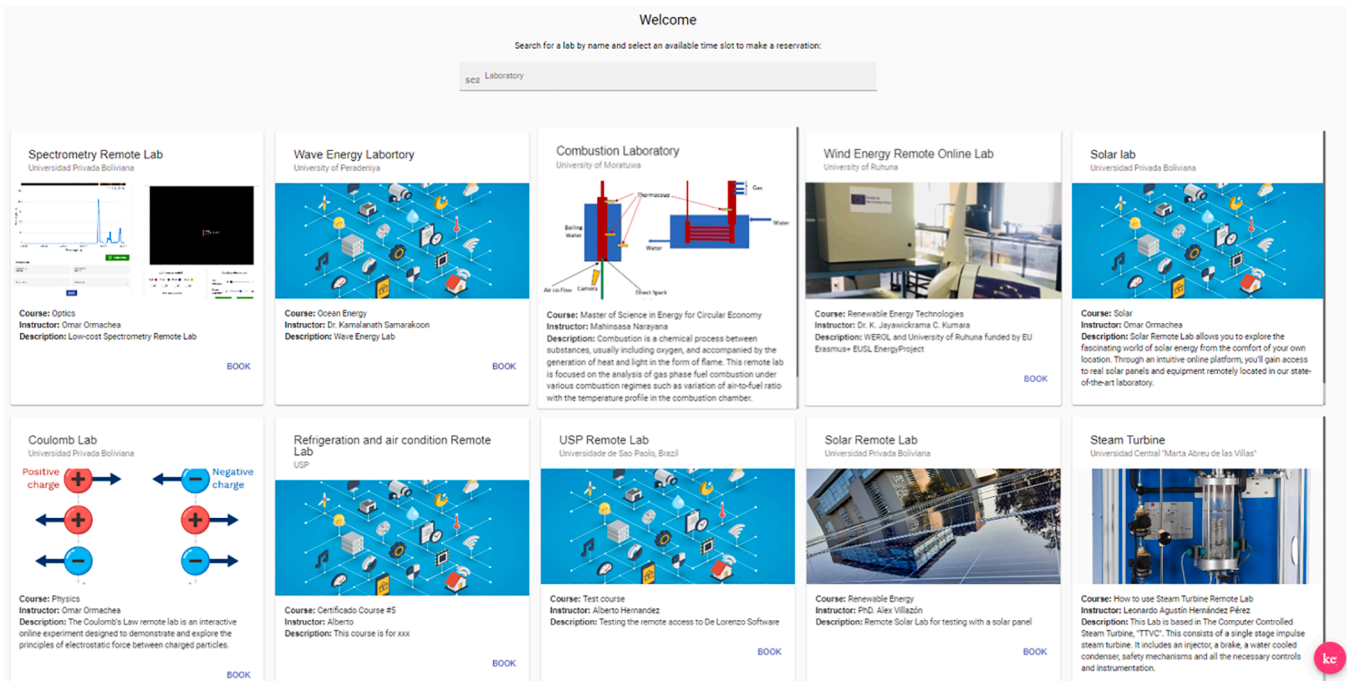 Welcome
Search for a lab by name and select an available time slot to make a reservation:
sea Laboratory
Spectrometry Remote Lab
Universidad Privada Boliviana
Course: Optics
Instructor: Omar Ormachea
Description: Low-cost Spectrometry Remote Lab
BOOK
Wave Energy Labortory
University of Peradeniya
Course: Ocean Energy
Instructor: Dr. Kamalanath Samarakoon
Description: Wave Energy Lab
BOOK
Combustion Laboratory
University of Moratuwa
Thermocoup
Gas
Boiling
Water
Water
Water
Air co-Flow
Camera
Direct Spark
Course: Master of Science in Energy for Circular Economy
Instructor: Mahinsasa Narayana
Description: Combustion is a chemical process between
substances, usually including oxygen, and accompanied by the
generation of heat and light in the form of flame. This remote lab
is focused on the analysis of gas phase fuel combustion under
various combustion regimes such as variation of air-to-fuel ratio
with the temperature profile in the combustion chamber.
Wind Energy Remote Online Lab
University of Ruhuna
Course: Renewable Energy Technologies
Instructor: Dr. K. Jayawickrama C. Kumara
Description: WEROL and University of Ruhuna funded by EU
Erasmus+ EUSL EnergyProject
BOOK
Solar lab
Universidad Privada Boliviana
Course: Solar
Instructor: Omar Ormachea
Description: Solar Remote Lab allows you to explore the
fascinating world of solar energy from the comfort of your own
location. Through an intuitive online platform, you'll gain access
to real solar panels and equipment remotely located in our state-
of-the-art laboratory.
Coulomb Lab
Universidad Privada Boliviana
Positive
charge
Negative
charge
Course: Physics
Instructor: Omar Ormachea
Description: The Coulomb's Law remote lab is an interactive
online experiment designed to demonstrate and explore the
principles of electrostatic force between charged particles.
BOOK
Refrigeration and air condition Remote
Lab
USP
Course: Certificado Course #5
Instructor: Alberto
Description: This course is for xxx
BOOK
USP Remote Lab
Universidade de Sao Paolo, Brazil
Course: Test course
Instructor: Alberto Hernandez
Description: Testing the remote access to De Lorenzo Software
BOOK
Solar Remote Lab
Universidad Privada Boliviana
Course: Renewable Energy
Instructor: PhD. Alex Villazón
Description: Remote Solar Lab for testing with a solar panel
BOOK
Steam Turbine
Universidad Central "Marta Abreu de las Villas"
Course: How to use Steam Turbine Remote Lab
Instructor: Leonardo Agustín Hernández Pérez
Description: This Lab is based in The Computer Controlled
Steam Turbine, "TTVC". This consists of a single stage impulse
steam turbine. It includes an injector, a brake, a water cooled
condenser, safety mechanisms and all the necessary controls
and instrumentation.